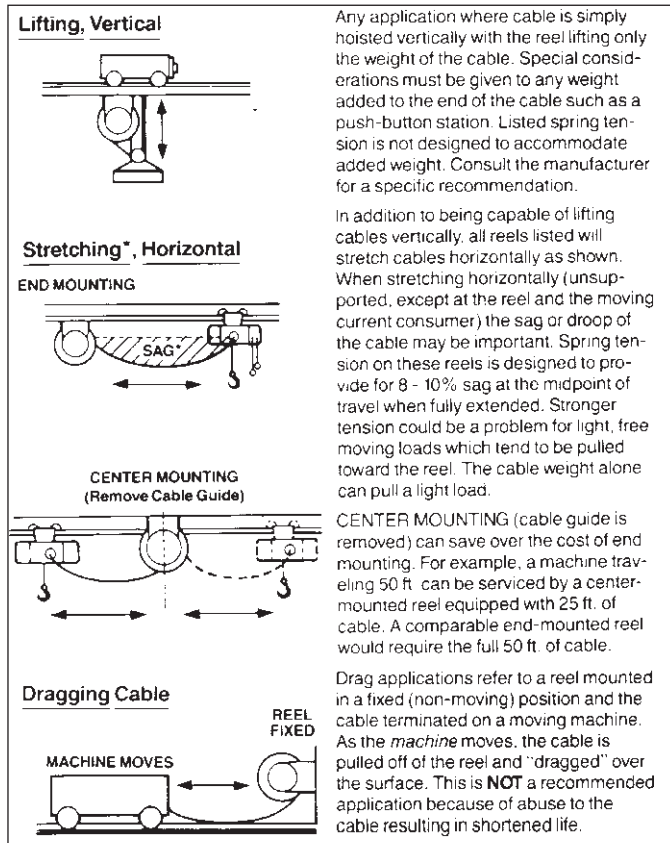 Lifting, Vertical
Any application where cable is simply
hoisted vertically with the reel lifting only
the weight of the cable. Special consid-
erations must be given to any weight
added to the end of the cable such as a
push-button station. Listed spring ten-
sion is not designed to accommodate
added weight. Consult the manufacturer
for a specific recommendation.
Stretching*, Horizontal
END MOUNTING
SAG*
CENTER MOUNTING
(Remove Cable Guide)
In addition to being capable of lifting
cables vertically, all reels listed will
stretch cables horizontally as shown.
When stretching horizontally (unsup-
ported, except at the reel and the moving
current consumer) the sag or droop of
the cable may be important. Spring ten-
sion on these reels is designed to pro-
vide for 8 - 10% sag at the midpoint of
travel when fully extended. Stronger
tension could be a problem for light, free
moving loads which tend to be pulled
toward the reel. The cable weight alone
can pull a light load.
CENTER MOUNTING (cable guide is
removed) can save over the cost of end
mounting. For example, a machine trav-
eling 50 ft. can be serviced by a center-
mounted reel equipped with 25 ft. of
cable. A comparable end-mounted reel
would require the full 50 ft. of cable.
Dragging Cable
REEL
FIXED
MACHINE MOVES
Drag applications refer to a reel mounted
in a fixed (non-moving) position and the
cable terminated on a moving machine.
As the machine moves, the cable is
pulled off of the reel and "dragged" over
the surface. This is NOT a recommended
application because of abuse to the
cable resulting in shortened life.